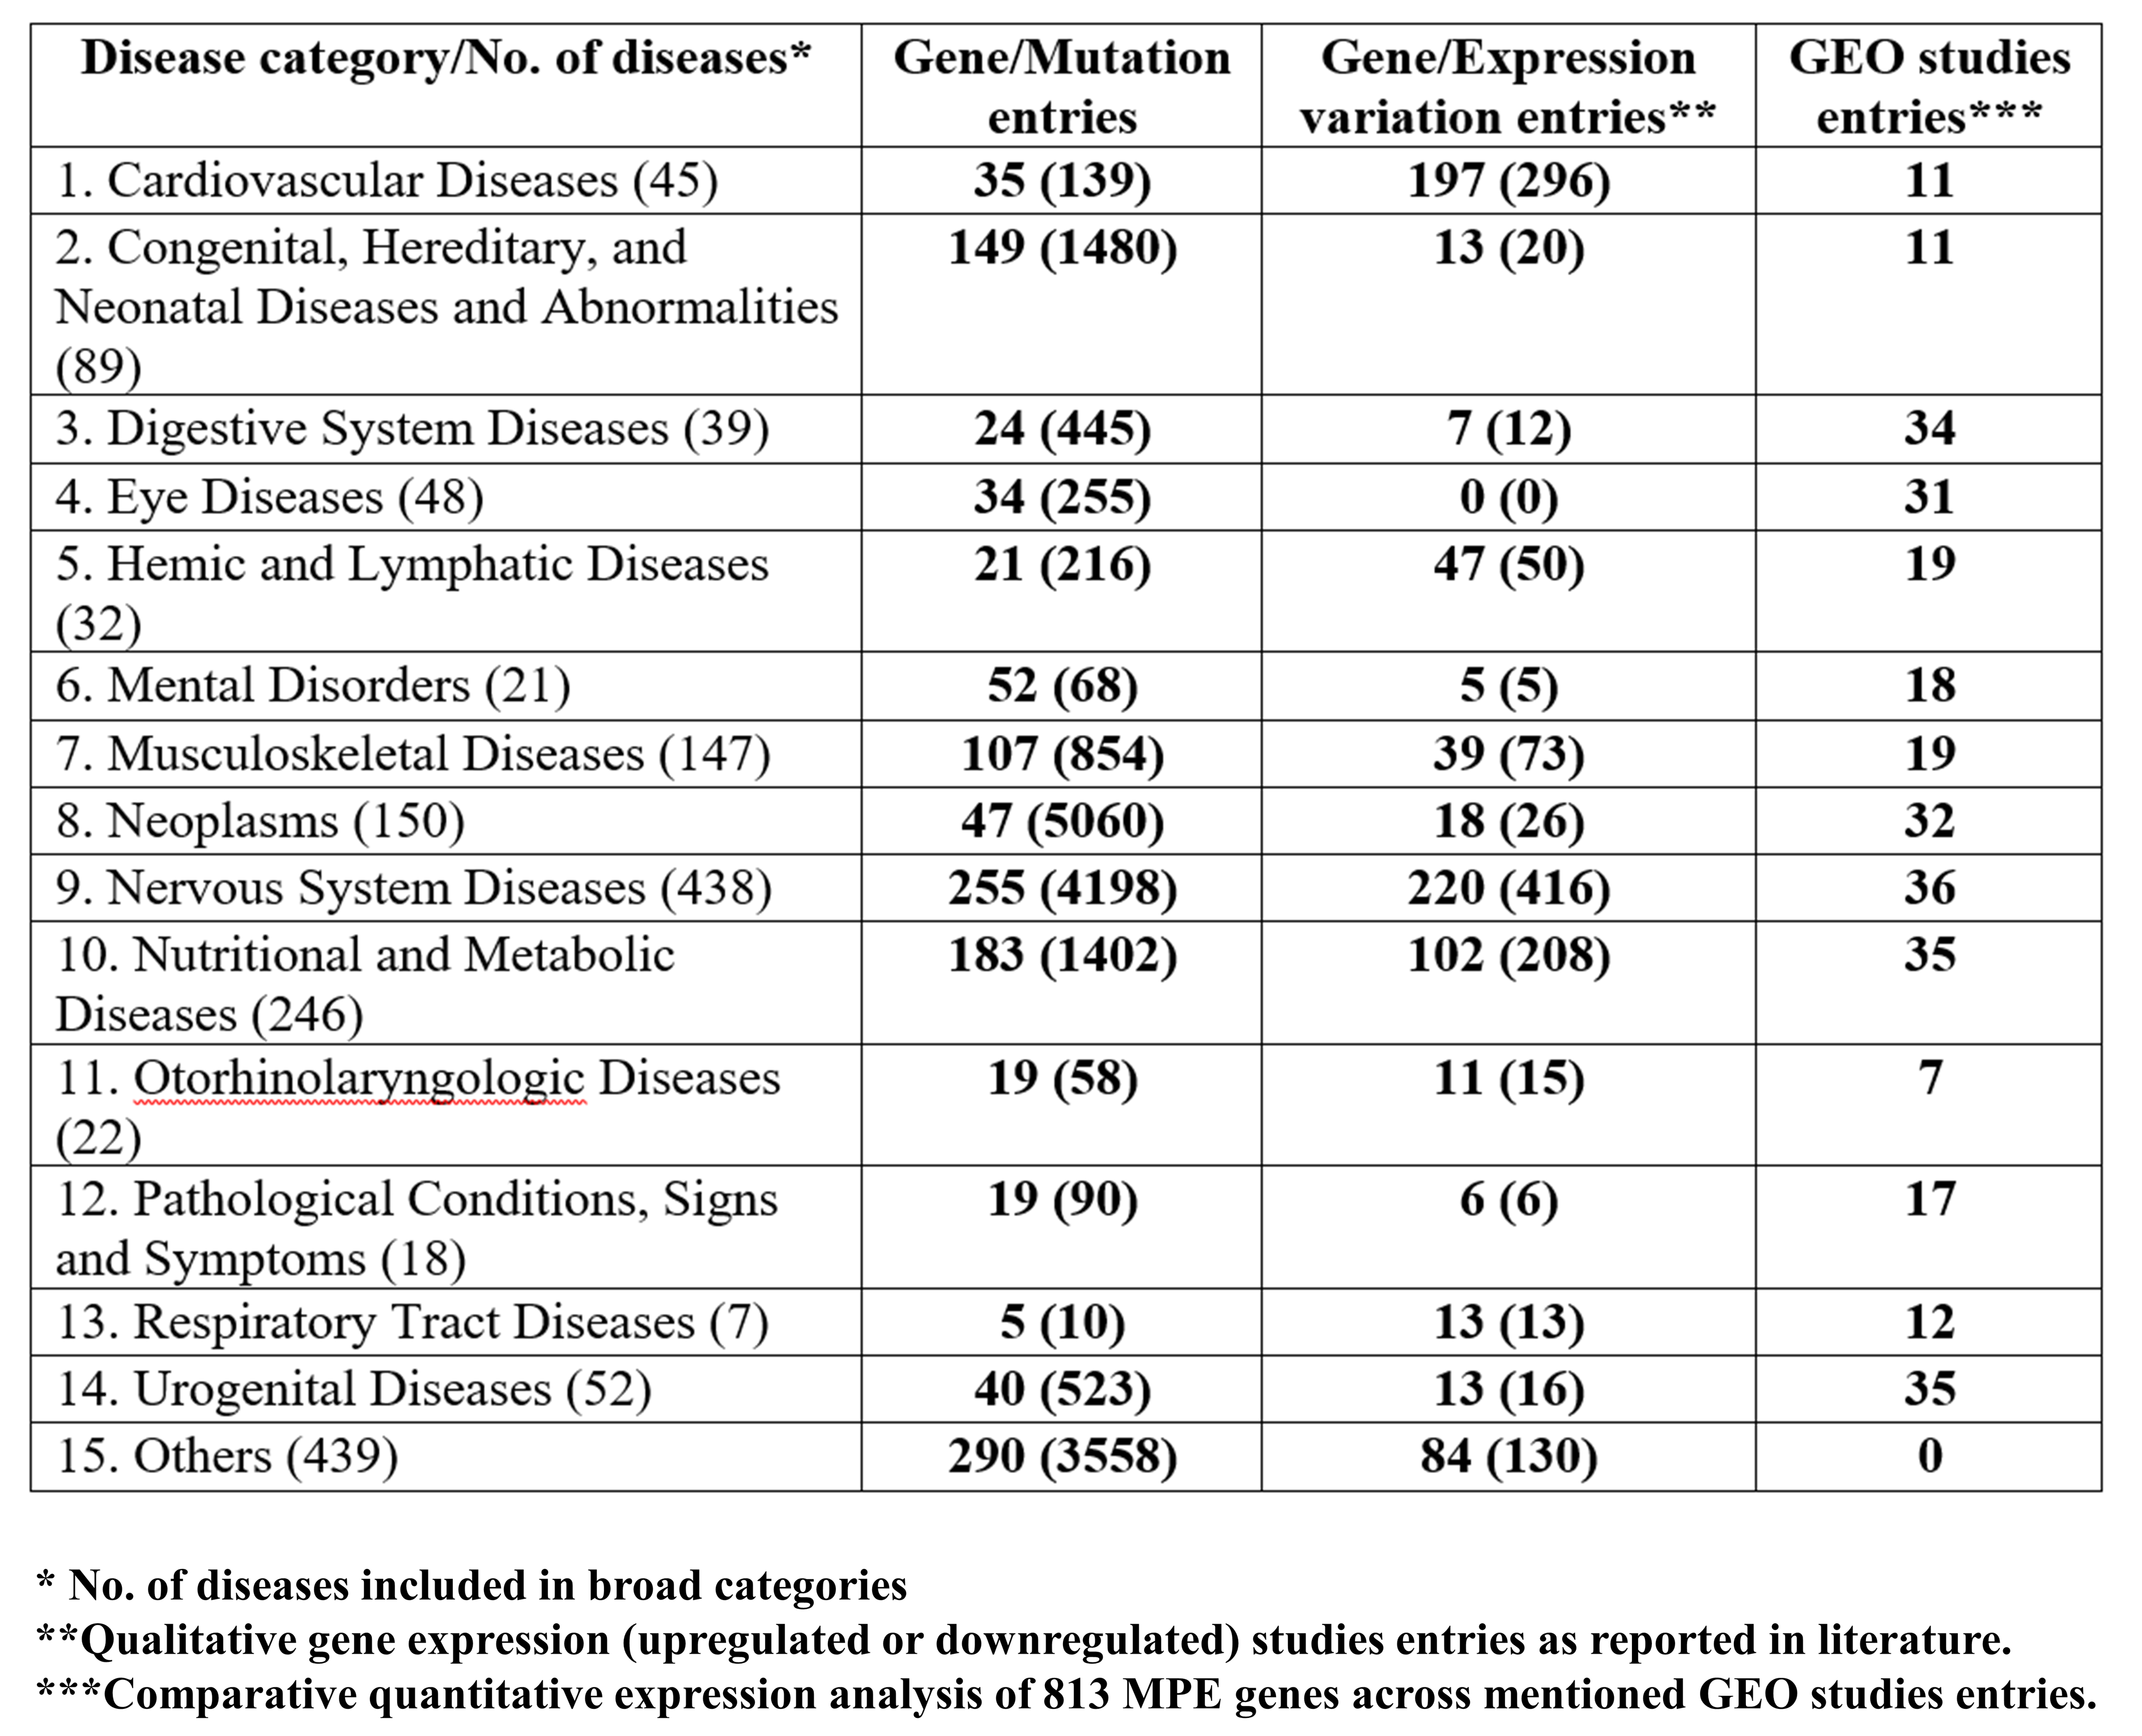 Disease category/No. of diseases*
Gene/Mutation
entries
Gene/Expression
variation entries**
GEO studies
entries***
1. Cardiovascular Diseases (45)
35 (139)
197 (296)
11
2. Congenital, Hereditary, and
Neonatal Diseases and Abnormalities
(89)
149 (1480)
13 (20)
11
3. Digestive System Diseases (39)
24 (445)
7 (12)
34
4. Eye Diseases (48)
34 (255)
0 (0)
31
5. Hemic and Lymphatic Diseases
(32)
21 (216)
47 (50)
19
6. Mental Disorders (21)
52 (68)
5 (5)
18
7. Musculoskeletal Diseases (147)
107 (854)
39 (73)
19
8. Neoplasms (150)
47 (5060)
18 (26)
32
9. Nervous System Diseases (438)
255 (4198)
220 (416)
36
10. Nutritional and Metabolic
Diseases (246)
183 (1402)
102 (208)
35
11. Otorhinolaryngologic Diseases
(22)
19 (58)
11 (15)
7
12. Pathological Conditions, Signs
and Symptoms (18)
19 (90)
6 (6)
17
13. Respiratory Tract Diseases (7)
5 (10)
13 (13)
12
14. Urogenital Diseases (52)
40 (523)
13 (16)
35
15. Others (439)
290 (3558)
84 (130)
0
* No. of diseases included in broad categories
**Qualitative gene expression (upregulated or downregulated) studies entries as reported in literature.
***Comparative quantitative expression analysis of 813 MPE genes across mentioned GEO studies entries.